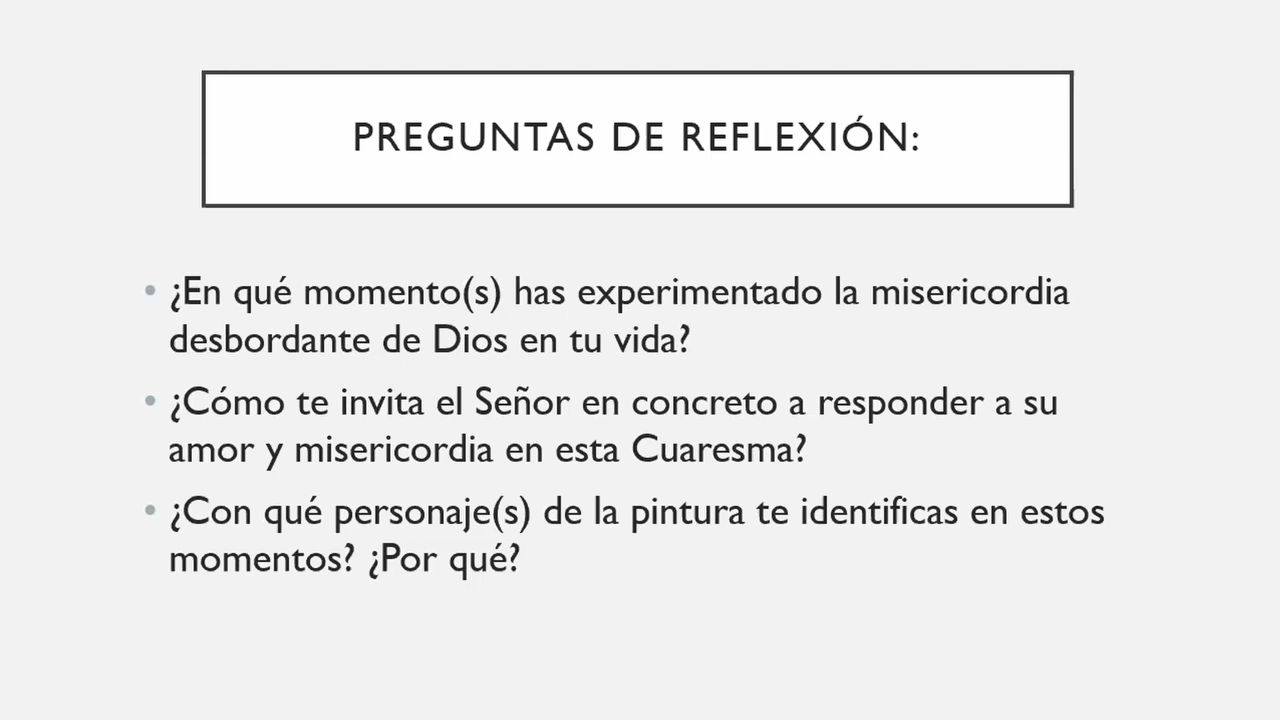 PREGUNTAS DE REFLEXIÓN:
• ¿En qué momento(s) has experimentado la misericordia
desbordante de Dios en tu vida?
• ¿Cómo te invita el Señor en concreto a responder a su
amor y misericordia en esta Cuaresma?
• ¿Con qué personaje(s) de la pintura te identificas en estos
momentos? ¿Por qué?